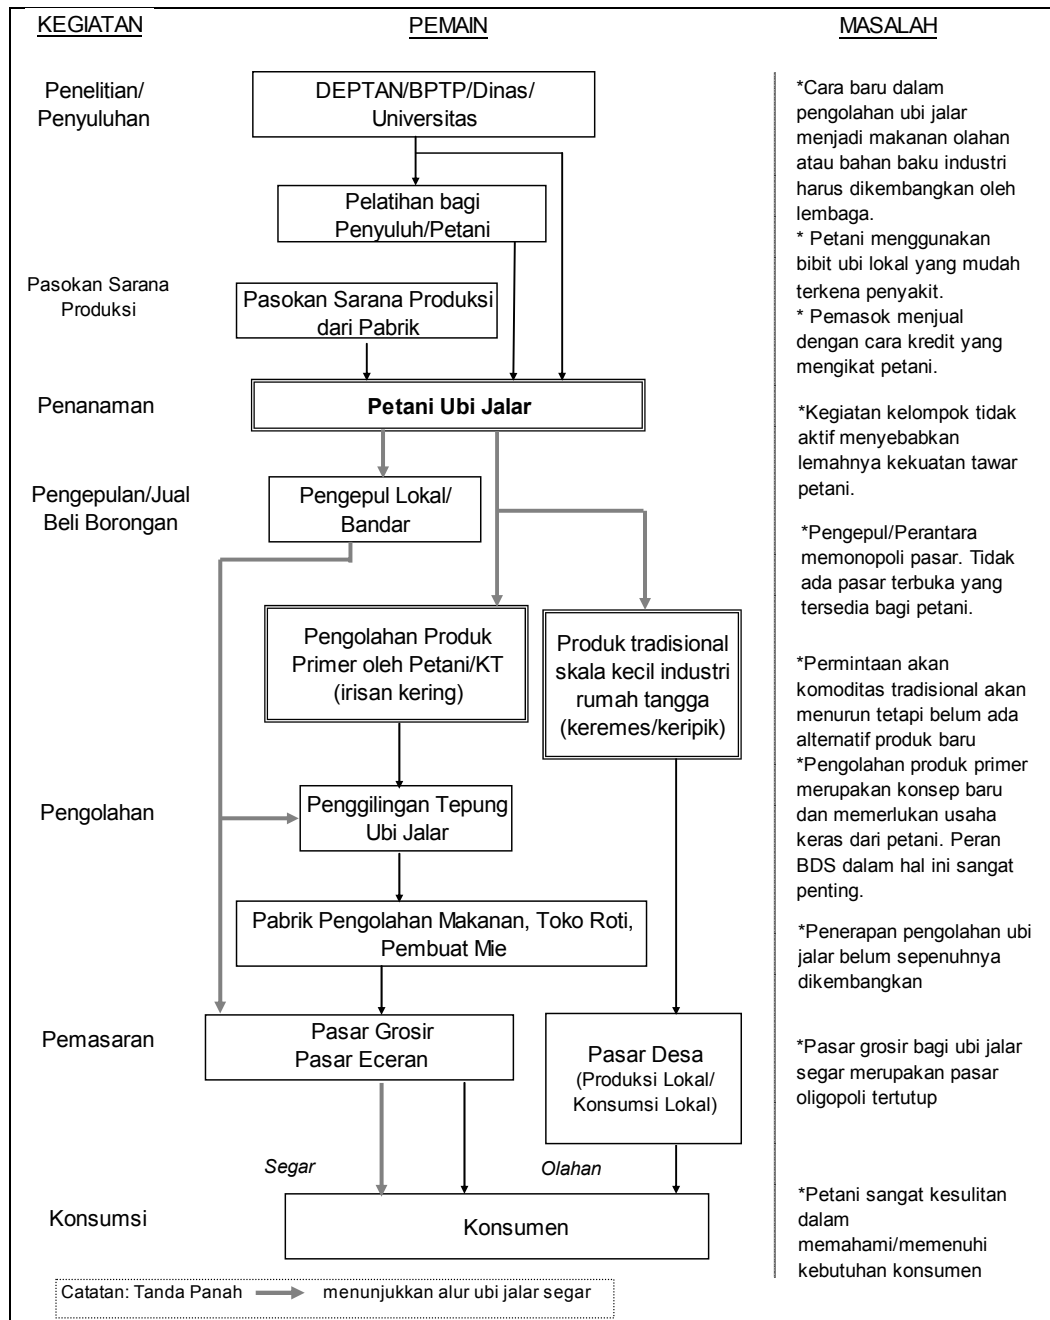 KEGIATAN
PEMAIN
MASALAH
Penelitian/
Penyuluhan
DEPTAN/BPTP/Dinas/
Universitas
Pelatihan bagi
Penyuluh/Petani
Pasokan Sarana
Produksi
Pasokan Sarana Produksi
dari Pabrik
Penanaman
Petani Ubi Jalar
Pengepulan/Jual
Beli Borongan
Pengepul Lokal/
Bandar
Pengolahan Produk
Primer oleh Petani/KT
(irisan kering)
Produk tradisional
skala kecil industri
rumah tangga
(keremes/keripik)
Pengolahan
Penggilingan Tepung
Ubi Jalar
Pabrik Pengolahan Makanan, Toko Roti,
Pembuat Mie
Pemasaran
Pasar Grosir
Pasar Eceran
Pasar Desa
(Produksi Lokal/
Konsumsi Lokal)
Segar
Olahan
Konsumsi
Konsumen
*Cara baru dalam
pengolahan ubi jalar
menjadi makanan olahan
atau bahan baku industri
harus dikembangkan oleh
lembaga.
* Petani menggunakan
bibit ubi lokal yang mudah
terkena penyakit.
* Pemasok menjual
dengan cara kredit yang
mengikat petani.
*Kegiatan kelompok tidak
aktif menyebabkan
lemahnya kekuatan tawar
petani.
*Pengepul/Perantara
memonopoli pasar. Tidak
ada pasar terbuka yang
tersedia bagi petani.
*Permintaan akan
komoditas tradisional akan
menurun tetapi belum ada
alternatif produk baru
*Pengolahan produk primer
merupakan konsep baru
dan memerlukan usaha
keras dari petani. Peran
BDS dalam hal ini sangat
penting.
*Penerapan pengolahan ubi
jalar belum sepenuhnya
dikembangkan
*Pasar grosir bagi ubi jalar
segar merupakan pasar
oligopoli tertutup
*Petani sangat kesulitan
dalam
memahami/memenuhi
kebutuhan konsumen
Catatan: Tanda Panah menunjukkan alur ubi jalar segar